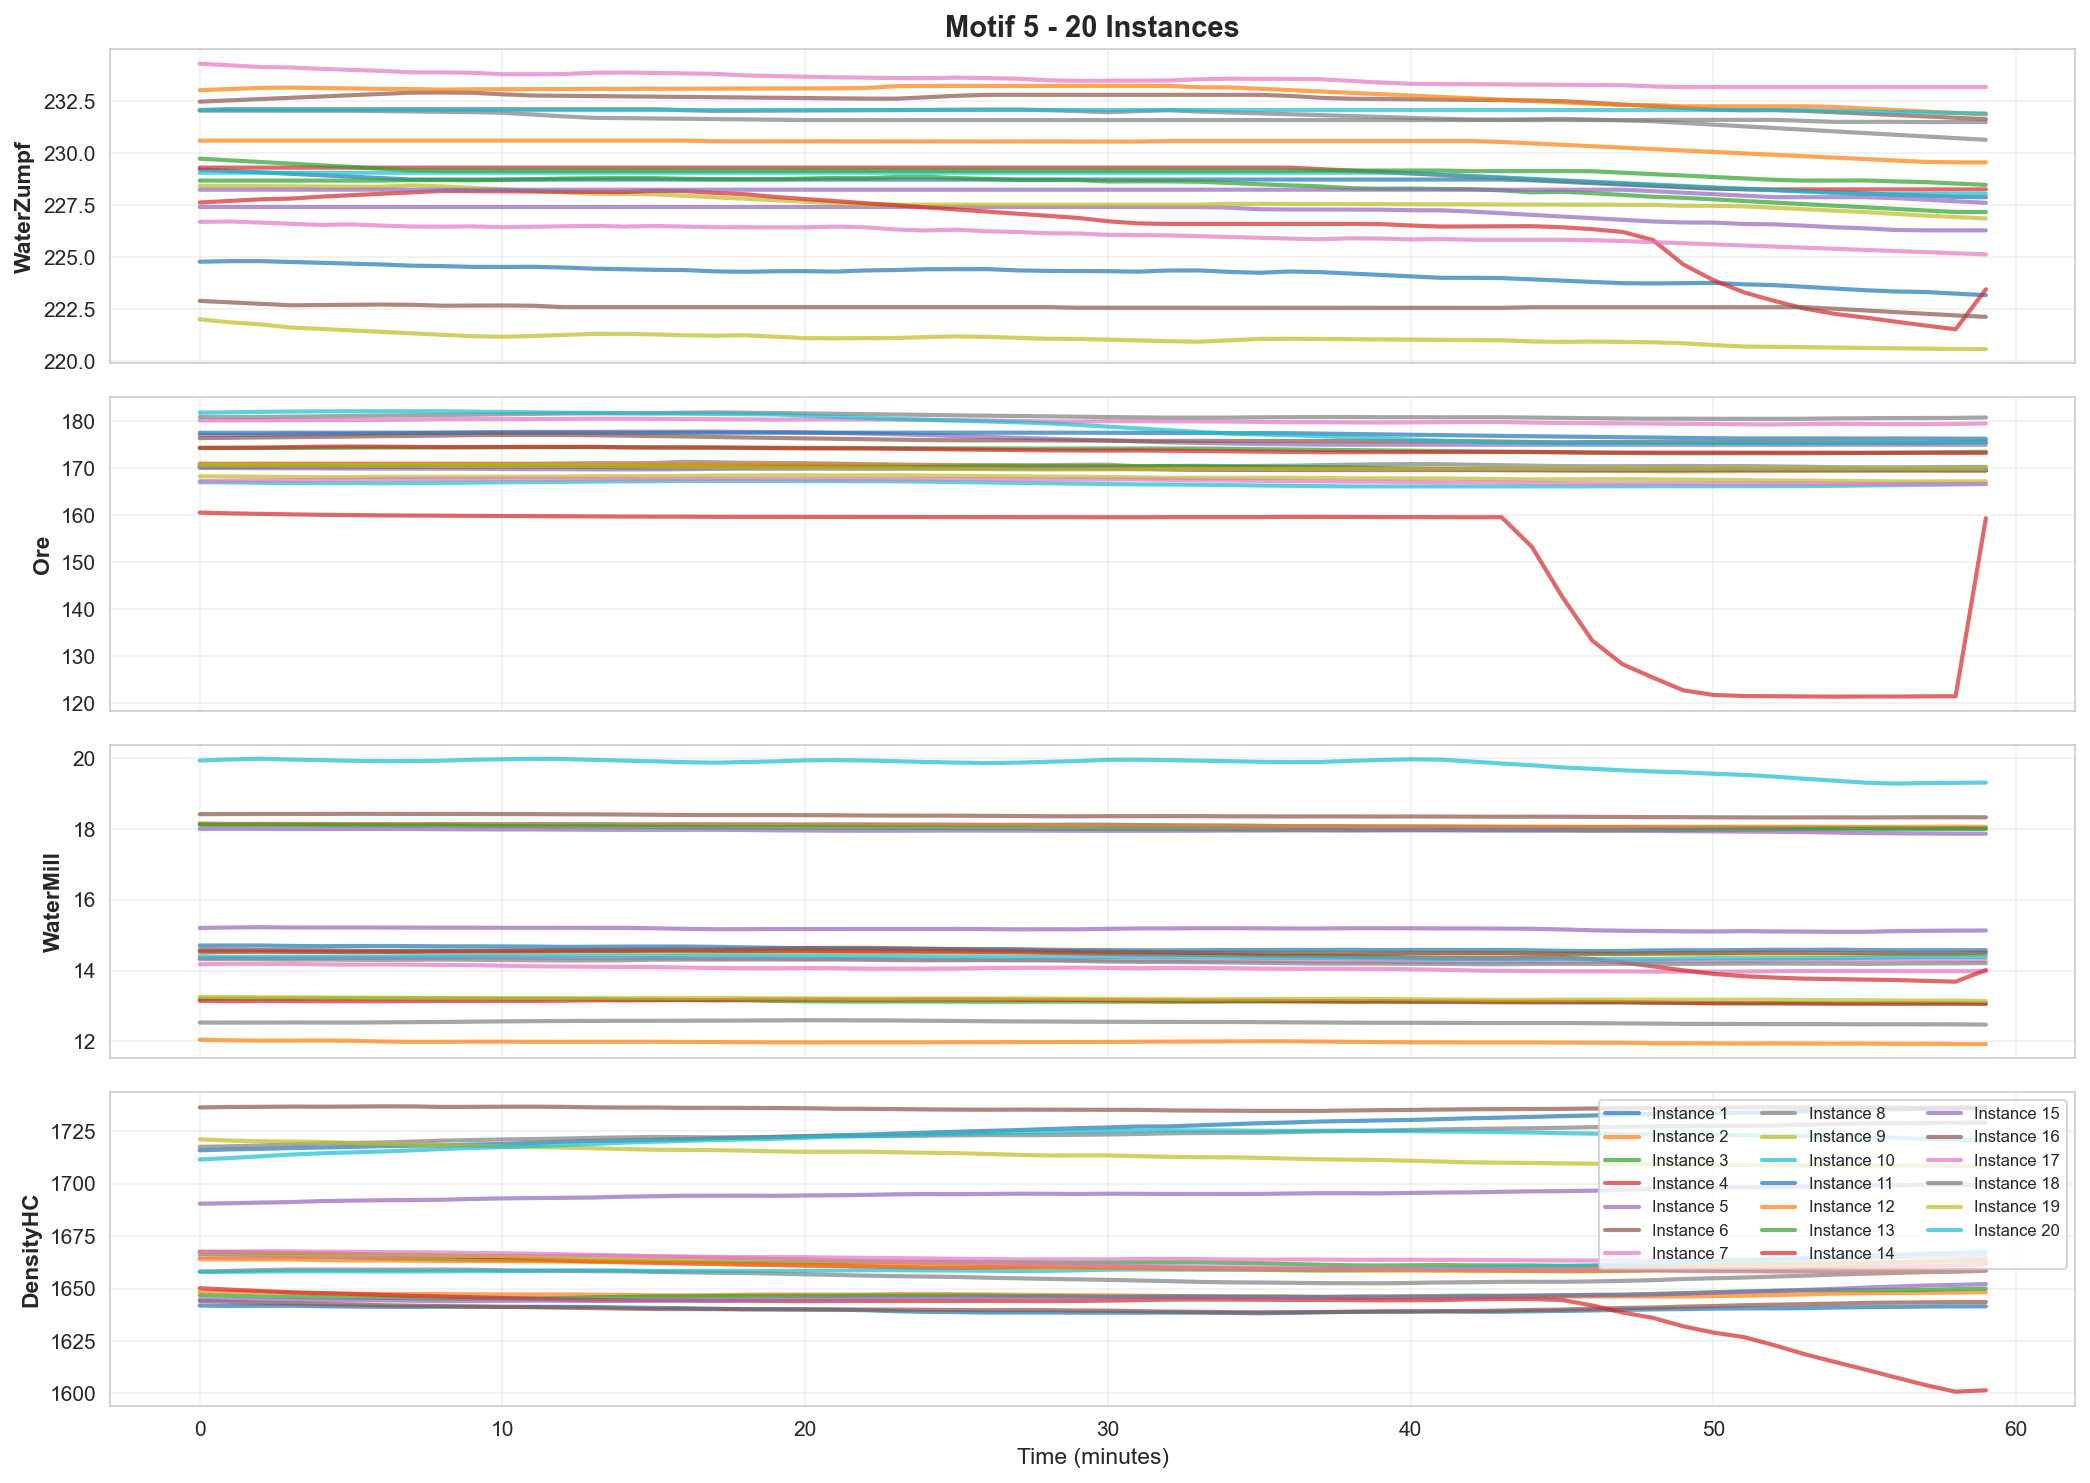 Motif 5 - 20 Instances
WaterZumpf
232.5
230.0
227.5
225.0
222.5
220.0
Ore
180
170
160
150
140
130
120
WaterMill
20
18
16
14
12
DensityHC
1725
1700
1675
1650
1625
1600
Instance 1
Instance 2
Instance 3
Instance 4
Instance 5
Instance 6
Instance 7
Instance 8
Instance 9
Instance 10
Instance 11
Instance 12
Instance 13
Instance 14
Instance 15
Instance 16
Instance 17
Instance 18
Instance 19
Instance 20
0 10 20 30 40 50 60
Time (minutes)